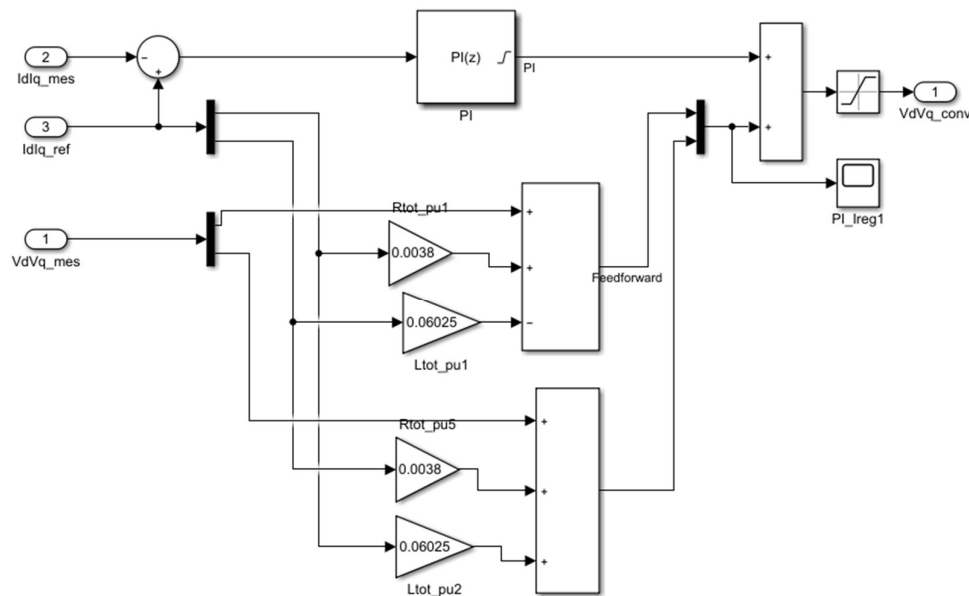 2
IdIq_mes
−
+
PI(z)
PI
PI
+
+
1
VdVq_conv
3
IdIq_ref
PI_Ireg1
1
VdVq_mes
Rtot_pu1
0.0038
+
+
−
Feedforward
0.06025
Ltot_pu1
Rtot_pu5
0.0038
+
+
+
0.06025
Ltot_pu2